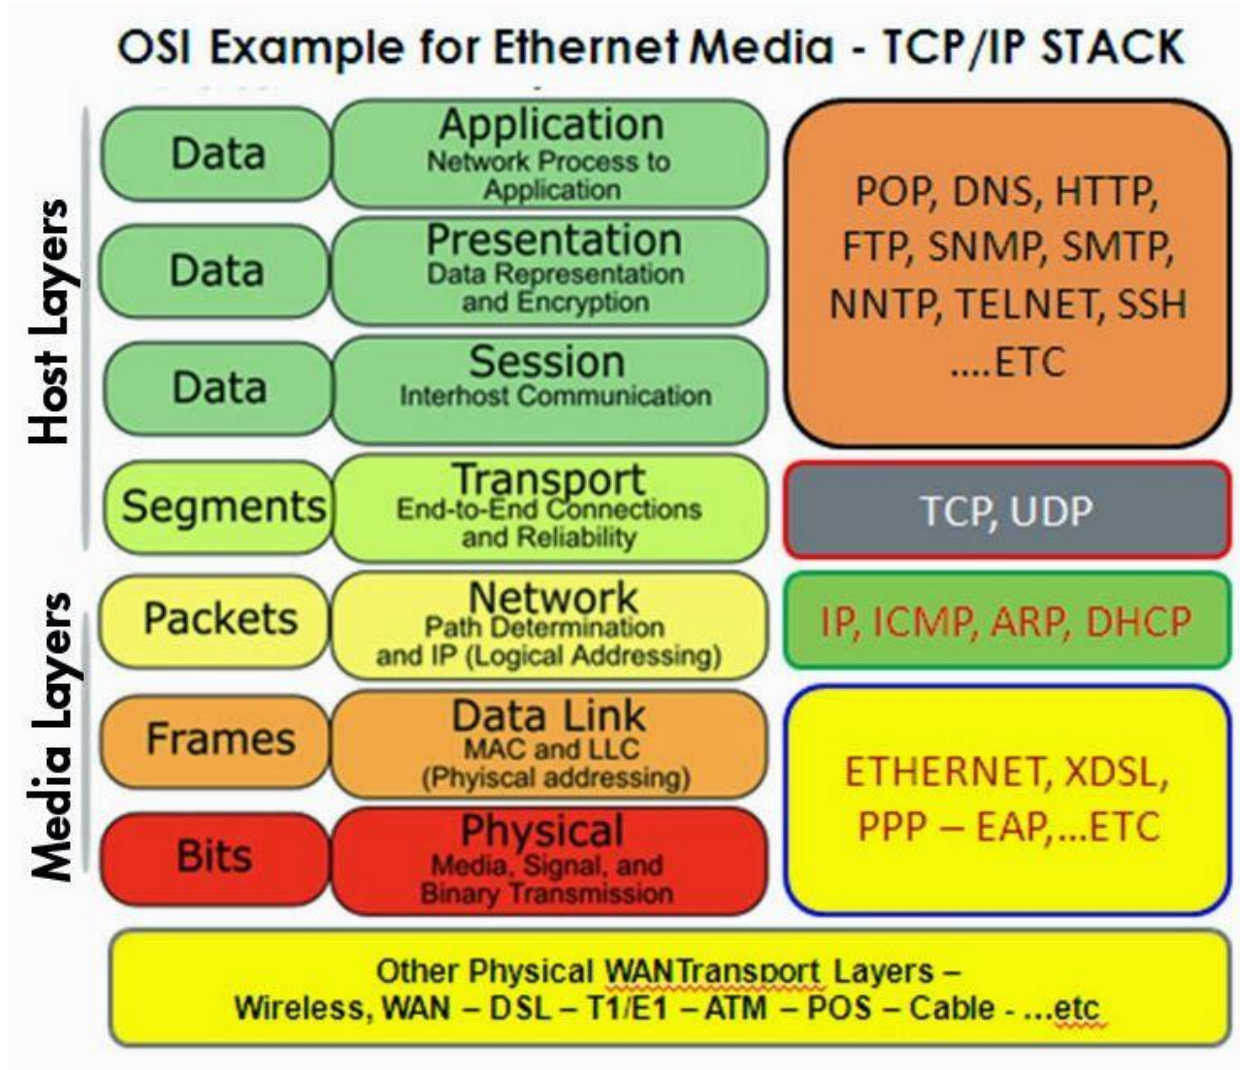 OSI Example for Ethernet Media - TCP/IP STACK
Host Layers
Data
Application
Network Process to
Application
Data
Presentation
Data Representation
and Encryption
Data
Session
Interhost Communication
POP, DNS, HTTP,
FTP, SNMP, SMTP,
NNTP, TELNET, SSH
....ETC
Segments
Transport
End-to-End Connections
and Reliability
TCP, UDP
Media Layers
Packets
Network
Path Determination
and IP (Logical Addressing)
IP, ICMP, ARP, DHCP
Frames
Data Link
MAC and LLC
(Phyiscal addressing)
Bits
Physical
Media, Signal, and
Binary Transmission
ETHERNET, XDSL,
PPP – EAP,...ETC
Other Physical WANTransport Layers –
Wireless, WAN – DSL – T1/E1 – ATM – POS – Cable - ...etc